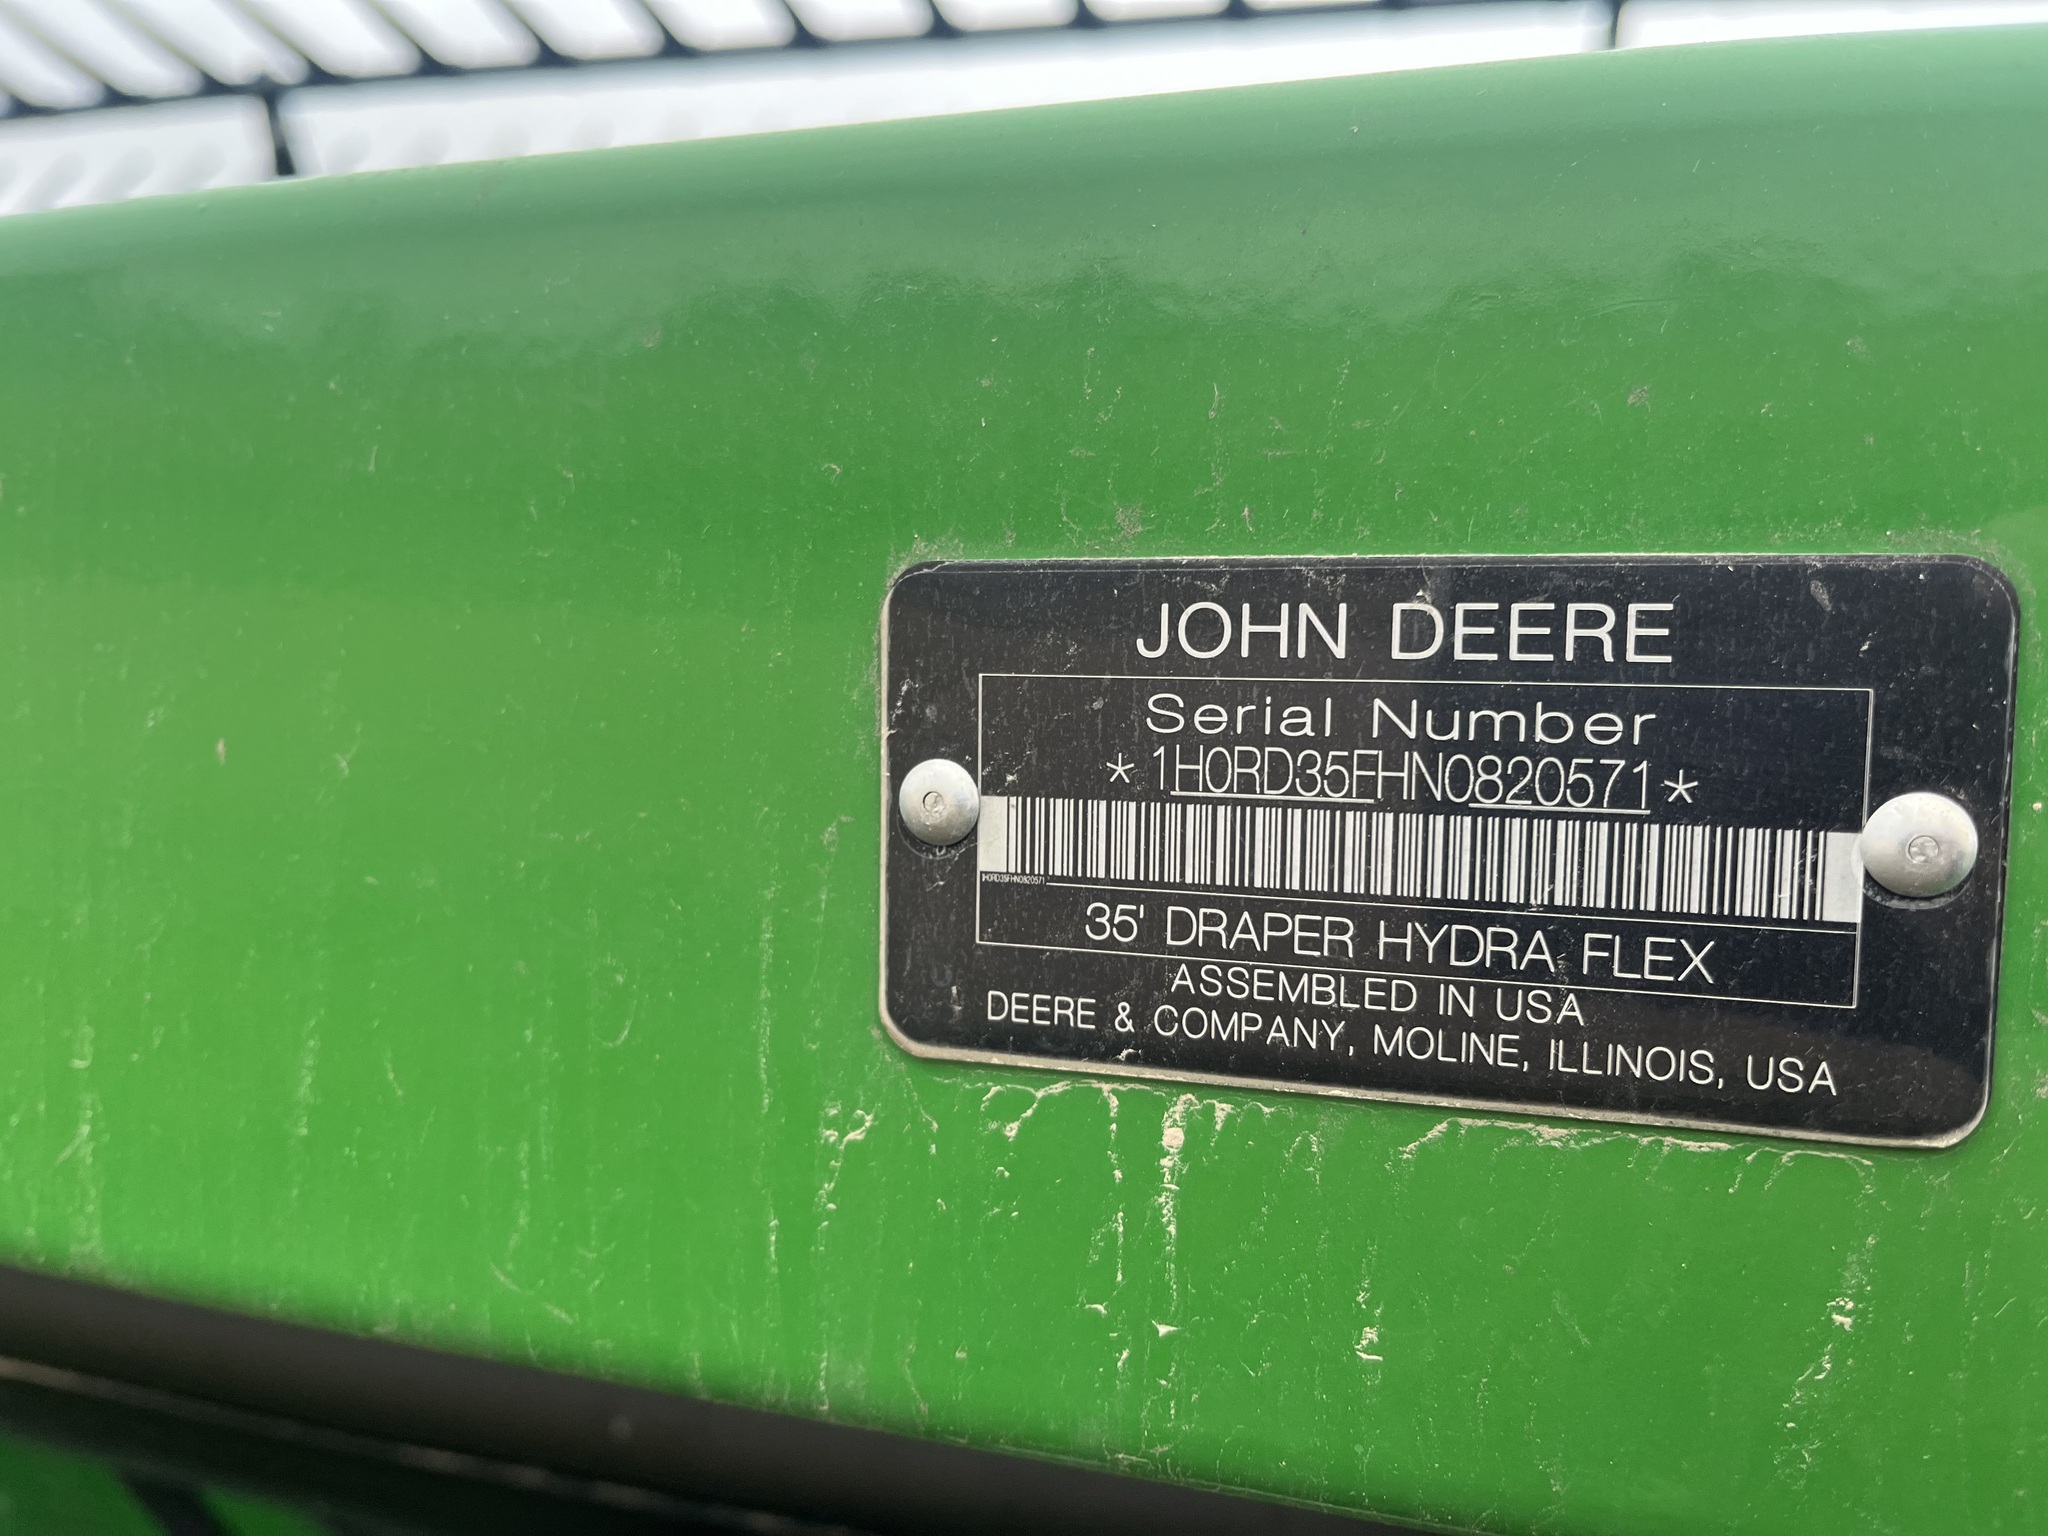 JOHN DEERE
Serial Number
*1H0RD35FHN0820571*
1H0RD35FHN0820571
35' DRAPER HYDRA FLEX
ASSEMBLED IN USA
DEERE & COMPANY, MOLINE, ILLINOIS, USA